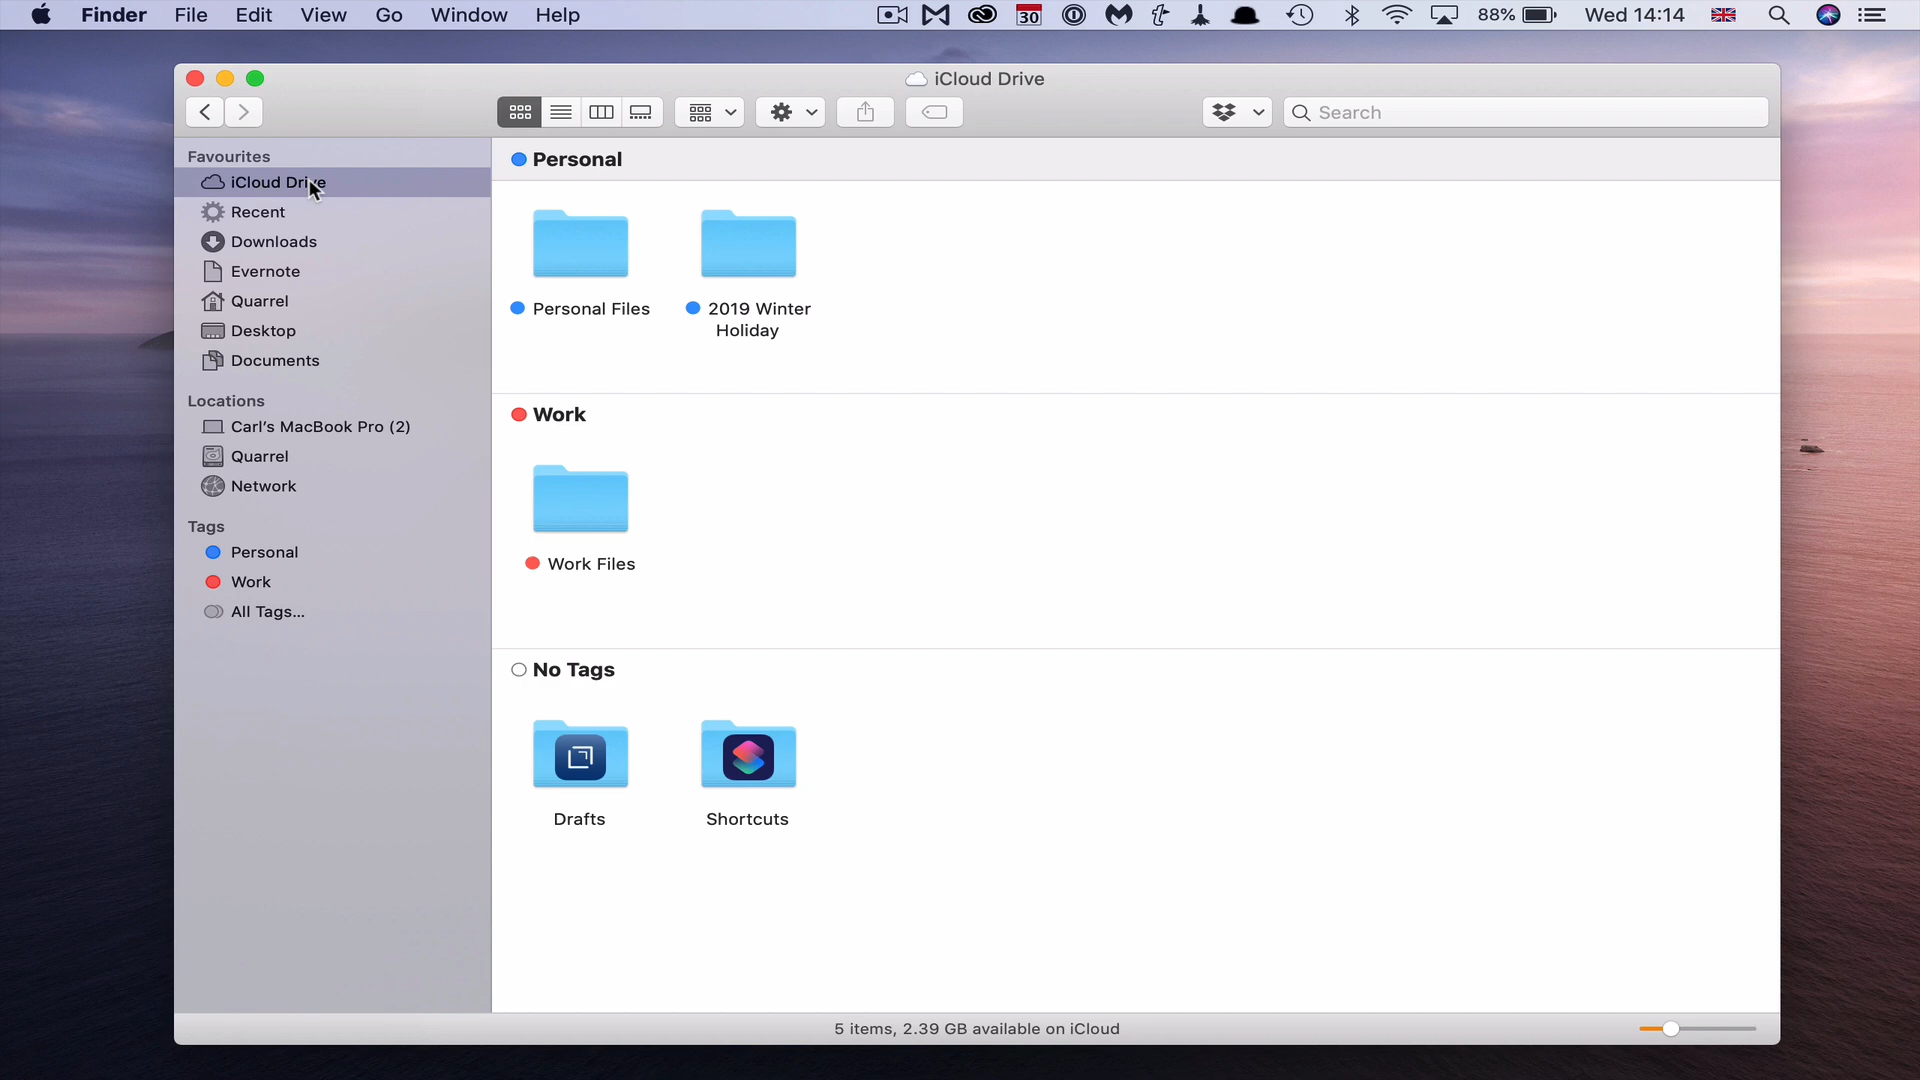 Finder File Edit View Go Window Help 30 88% Wed 14:14
iCloud Drive
Search
Favourites
iCloud Drive
Recent
Downloads
Evernote
Quarrel
Desktop
Documents
Locations
Carl's MacBook Pro (2)
Quarrel
Network
Tags
Personal
Work
All Tags...
Personal
Personal Files
2019 Winter
Holiday
Work
Work Files
No Tags
Drafts
Shortcuts
5 items, 2.39 GB available on iCloud